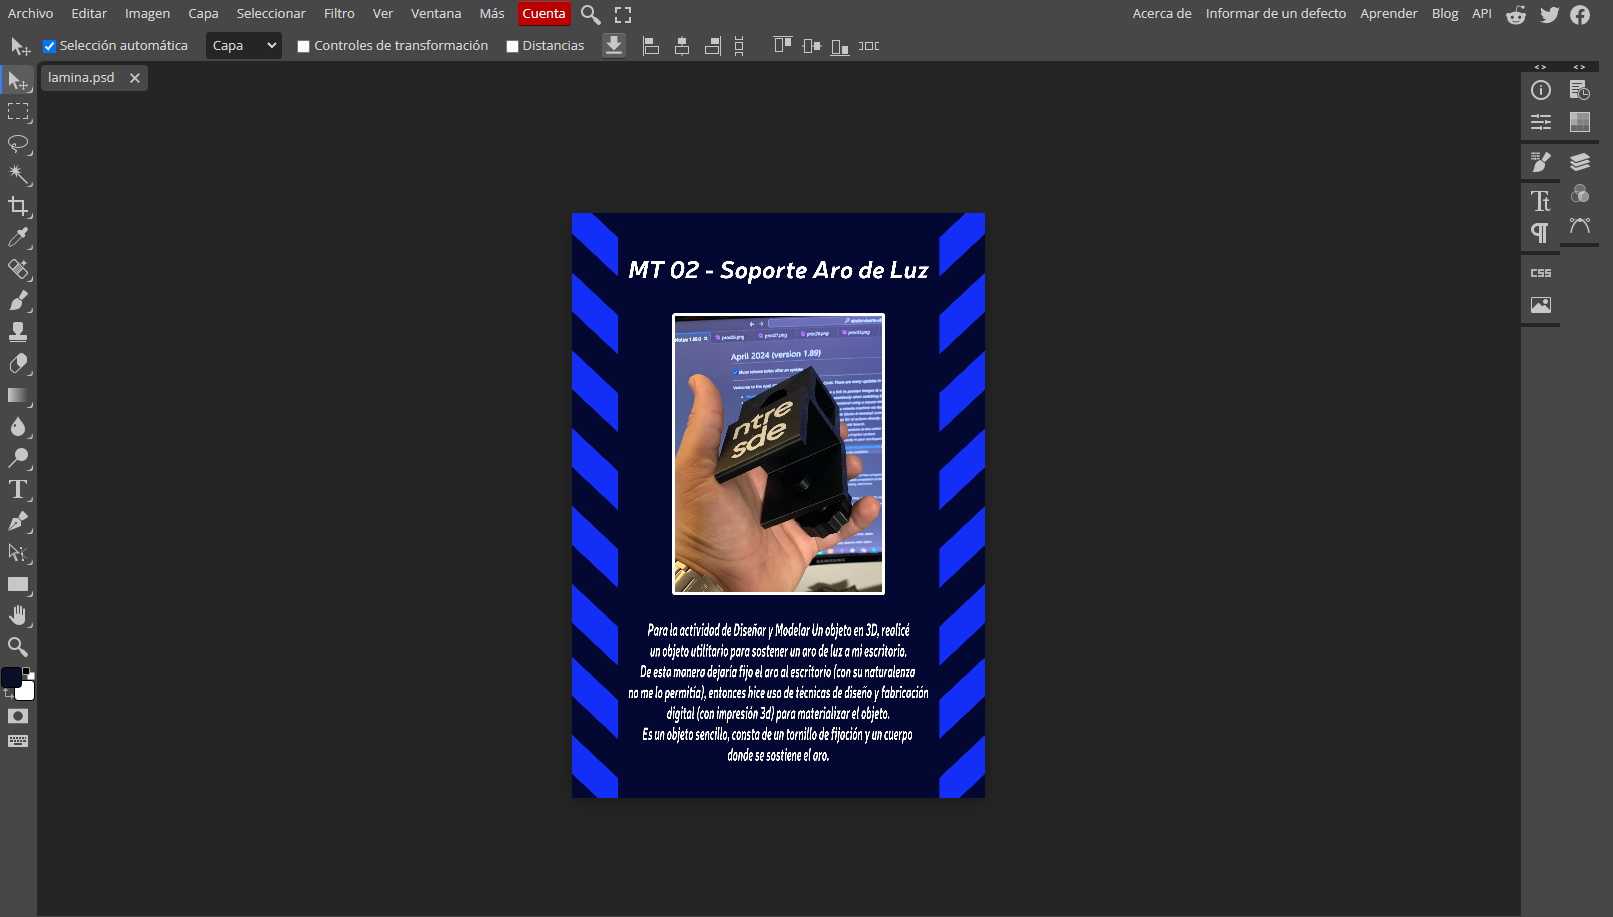 Archivo Editar Imagen Capa Seleccionar Filtro Ver Ventana Más Cuenta Acerca de Informar de un defecto Aprender Blog API
Selección automática Capa Controles de transformación Distancias
lamina.psd
MT 02 - Soporte Aro de Luz
April 2024 (version 1.89)
ntre
sde
SAMSUNG
Para la actividad de Diseñar y Modelar Un objeto en 3D, realicé
un objeto utilitario para sostener un aro de luz a mi escritorio.
De esta manera dejaría fijo el aro al escritorio (con su naturalenza
no me lo permitía), entonces hice uso de técnicas de diseño y fabricación
digital (con impresión 3d) para materializar el objeto.
Es un objeto sencillo, consta de un tornillo de fijación y un cuerpo
donde se sostiene el aro.
CSS